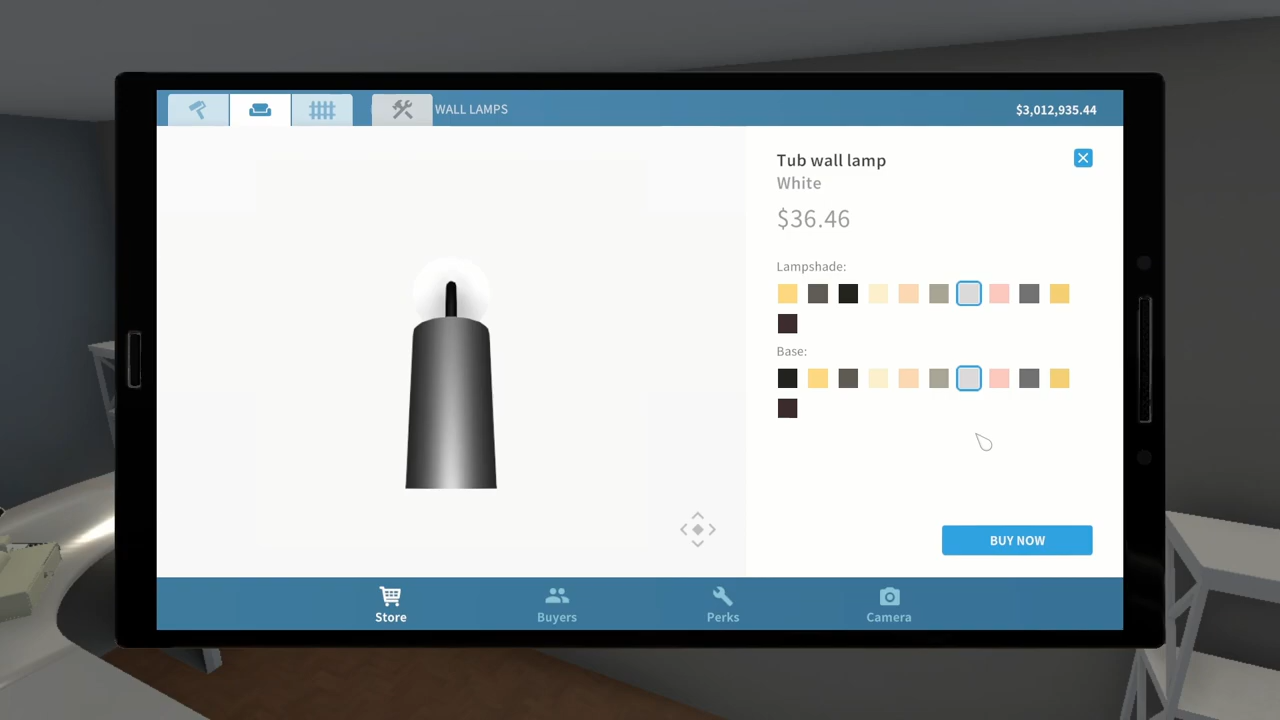 WALL LAMPS
$3,012,935.44
Tub wall lamp
White
$36.46
Lampshade:
Base:
BUY NOW
Store
Buyers
Perks
Camera